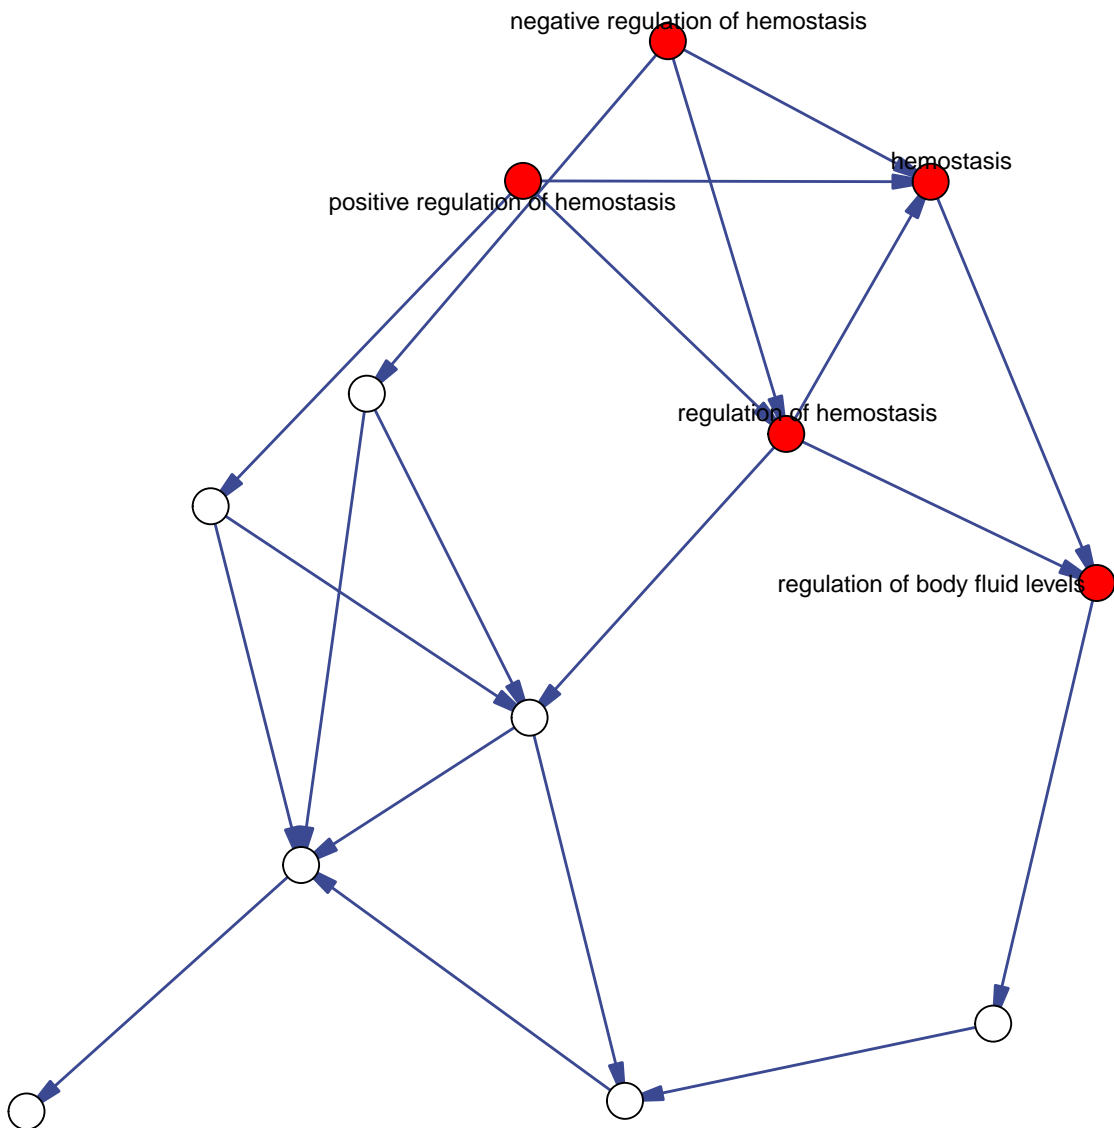 negative regulation of hemostasis
hemostasis
positive regulation of hemostasis
regulation of hemostasis
regulation of body fluid levels